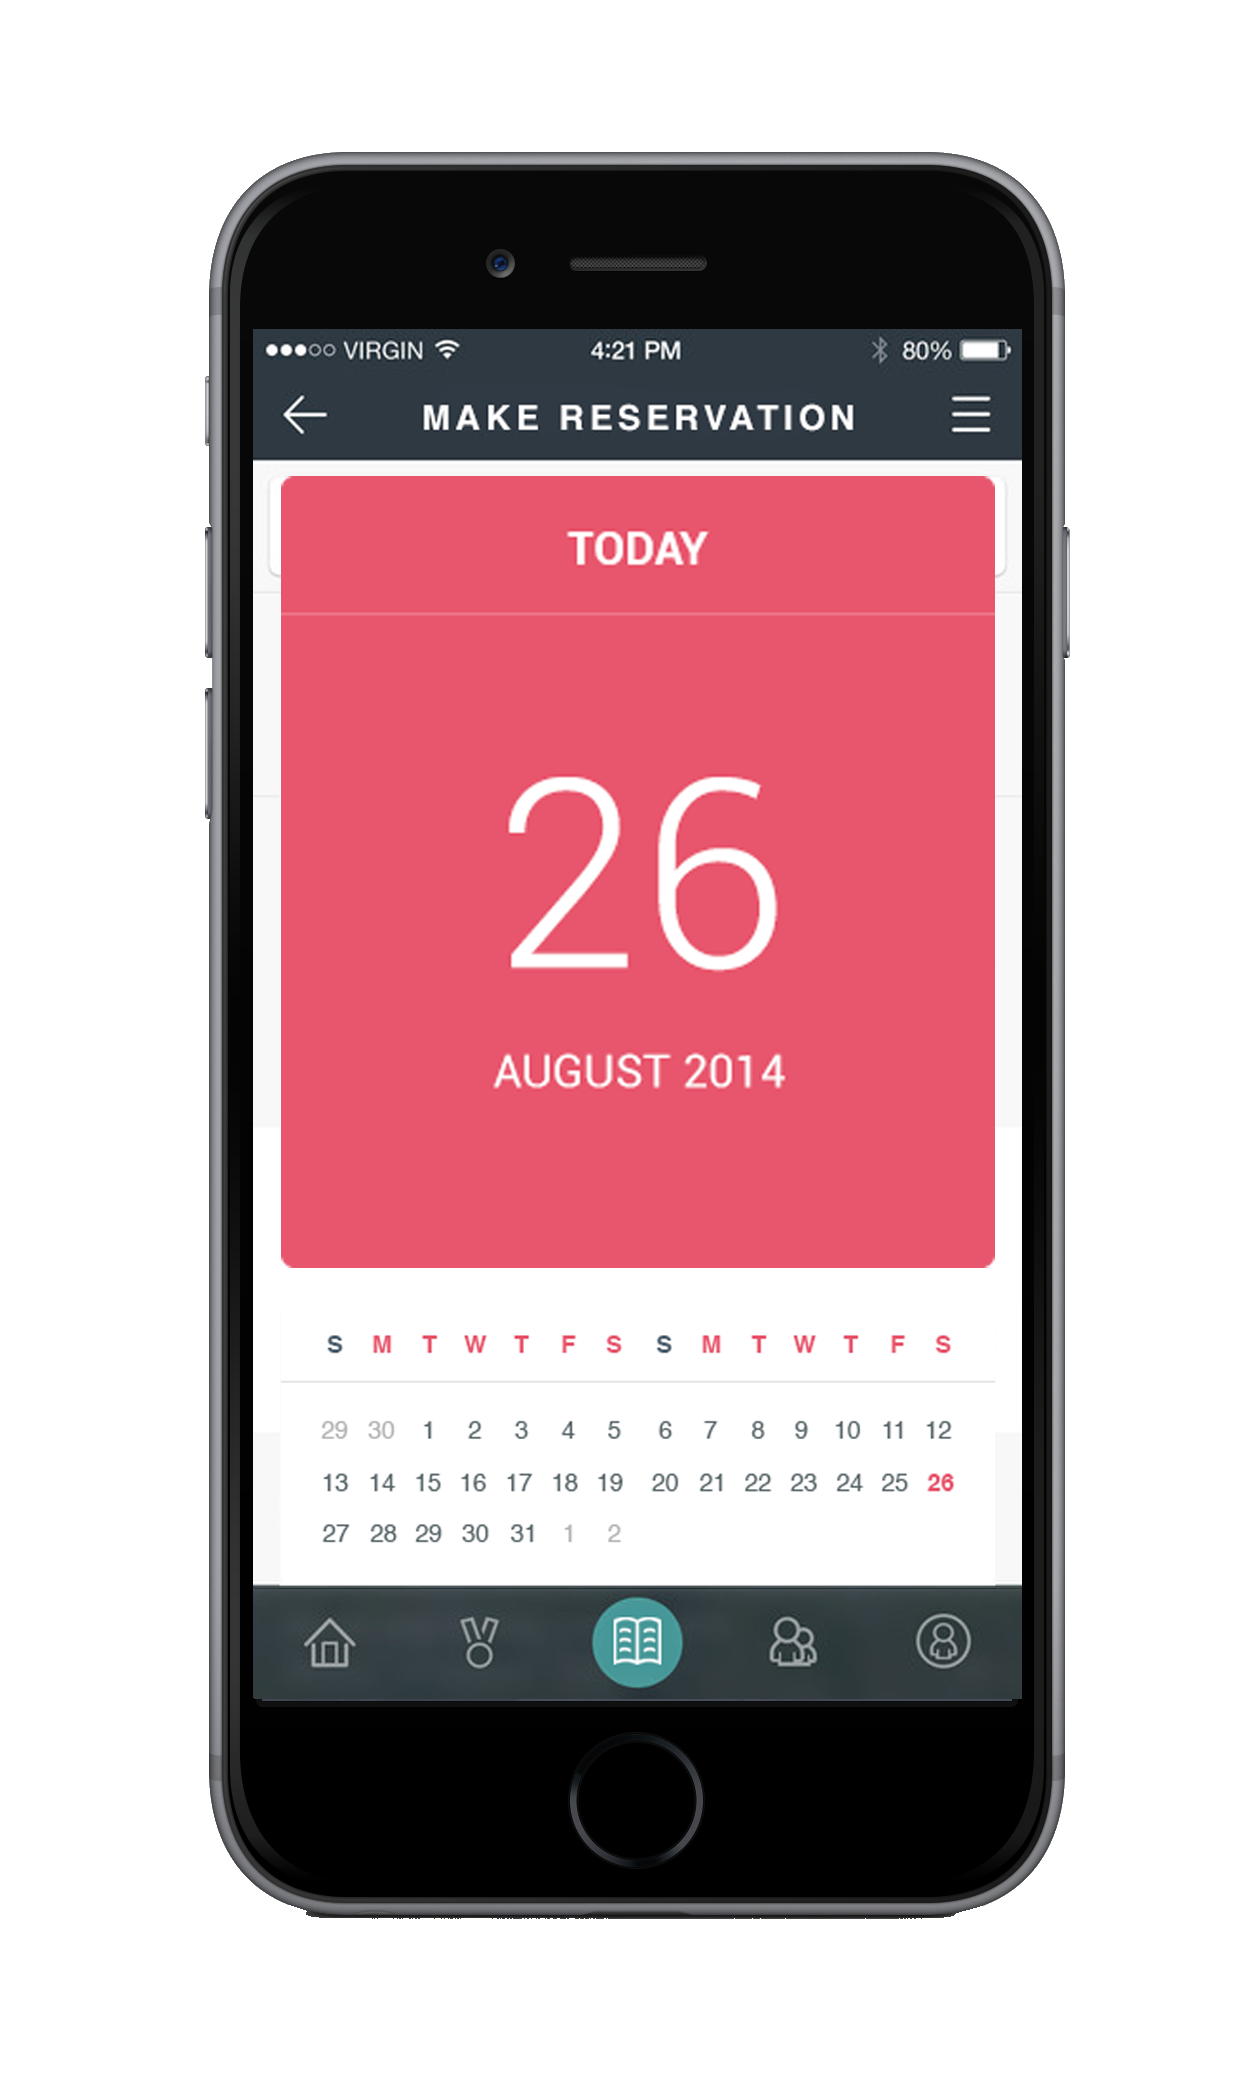 VIRGIN 4:21 PM 80%
MAKE RESERVATION
TODAY
26
AUGUST 2014
S M T W T F S S M T W T F S
29 30 1 2 3 4 5 6 7 8 9 10 11 12
13 14 15 16 17 18 19 20 21 22 23 24 25 26
27 28 29 30 31 1 2